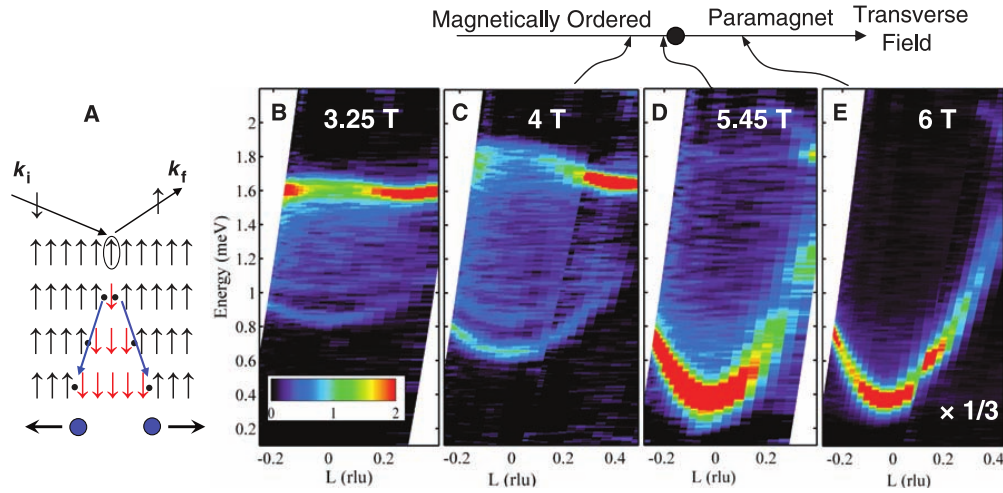 Magnetically Ordered
Paramagnet
Transverse
Field
A
k_i
k_f
B
3.25 T
C
4 T
D
5.45 T
E
6 T
Energy (meV)
2
1.8
1.6
1.4
1.2
1
0.8
0.6
0.4
0.2
0 1 2
× 1/3
-0.2 0 0.2
L (rlu)
-0.2 0 0.2 0.4
L (rlu)
-0.2 0 0.2
L (rlu)
-0.2 0 0.2 0.4
L (rlu)